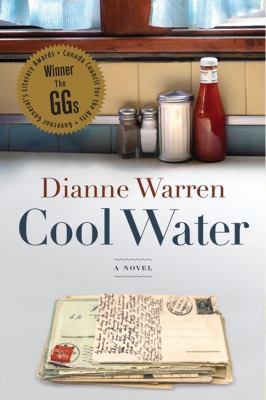 Governor General's Literary Awards • Canada Council for the Arts •
Winner
The
GGs
Dianne Warren
Cool Water
A NOVEL